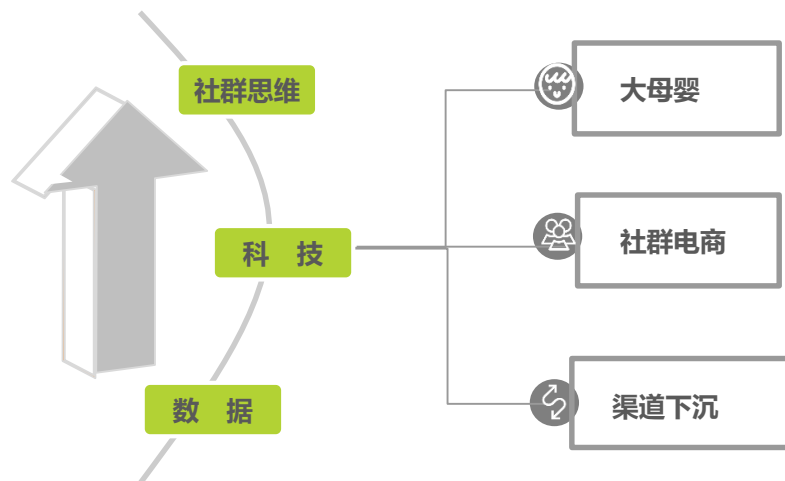 社群思维
科 技
数 据
大母婴
社群电商
渠道下沉